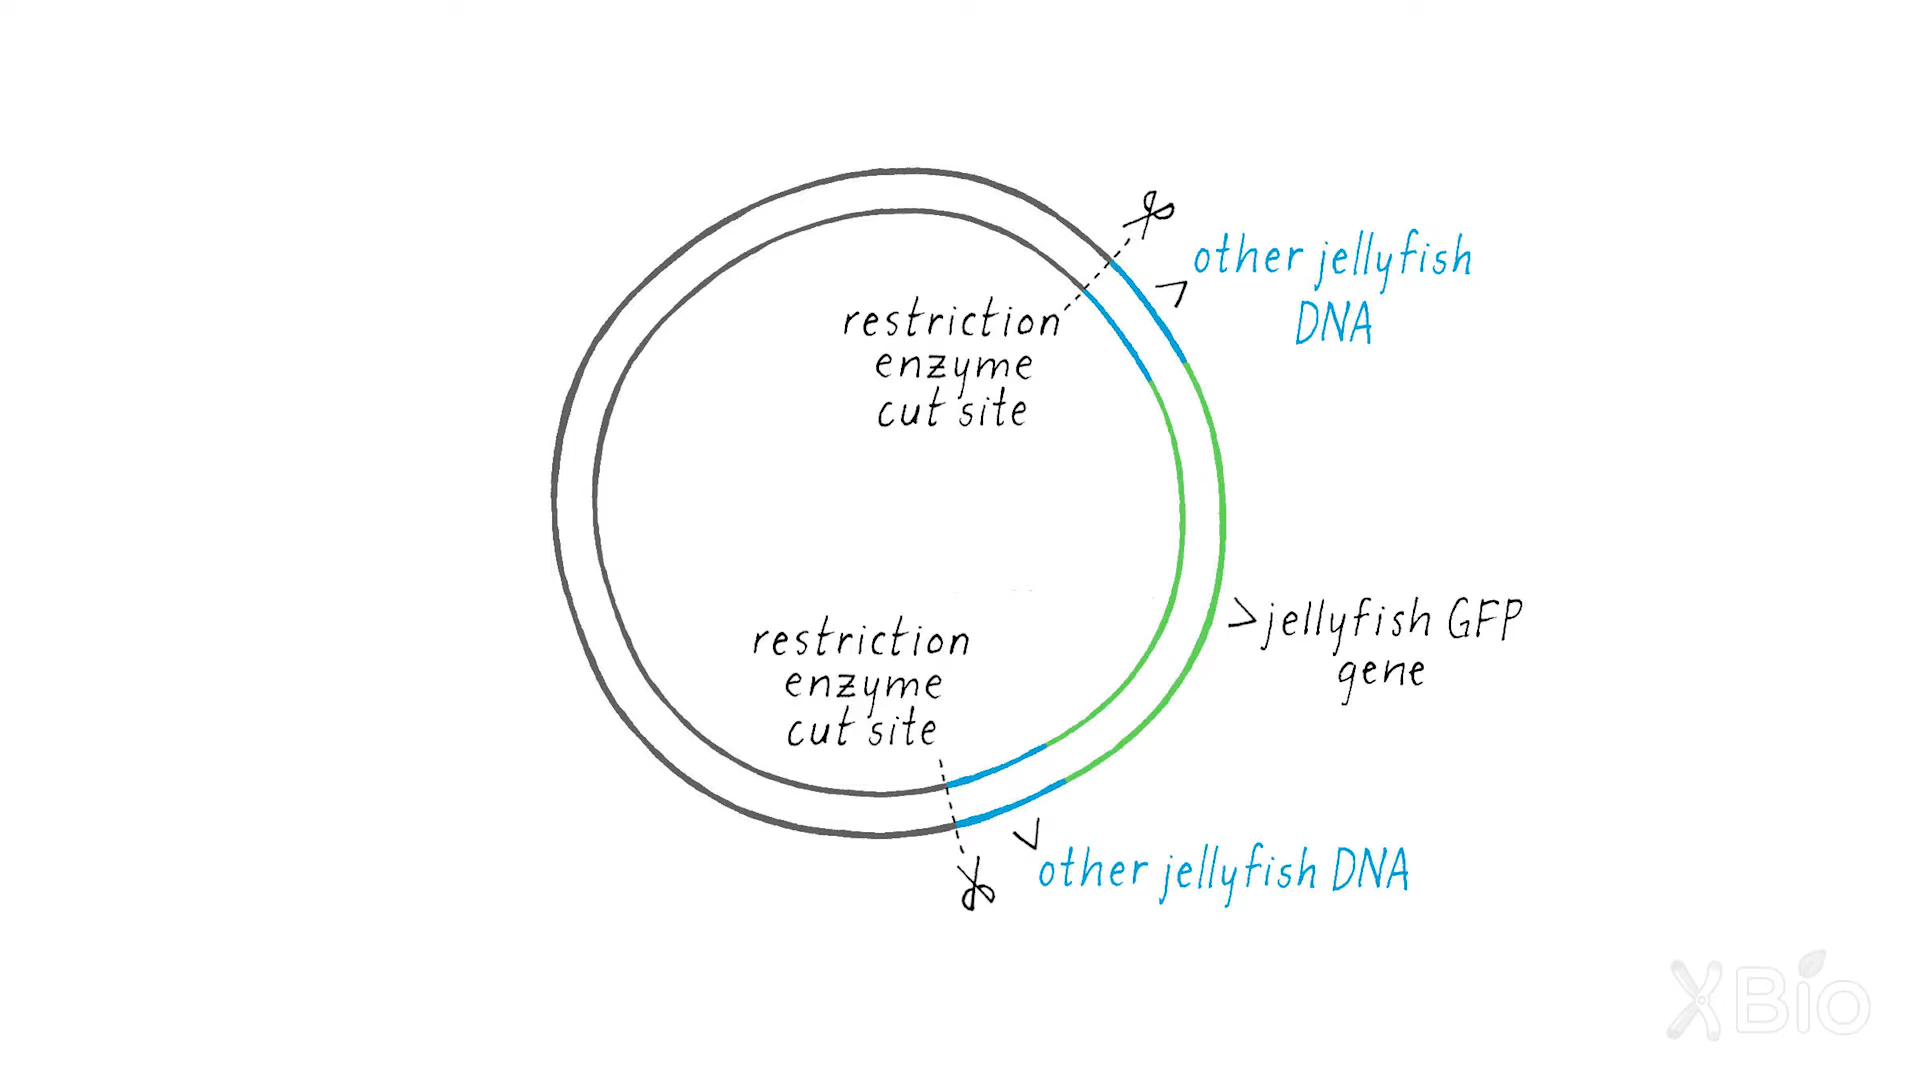 other jellyfish
DNA
restriction
enzyme
cut site
jellyfish GFP
gene
restriction
enzyme
cut site
other jellyfish DNA
XBio